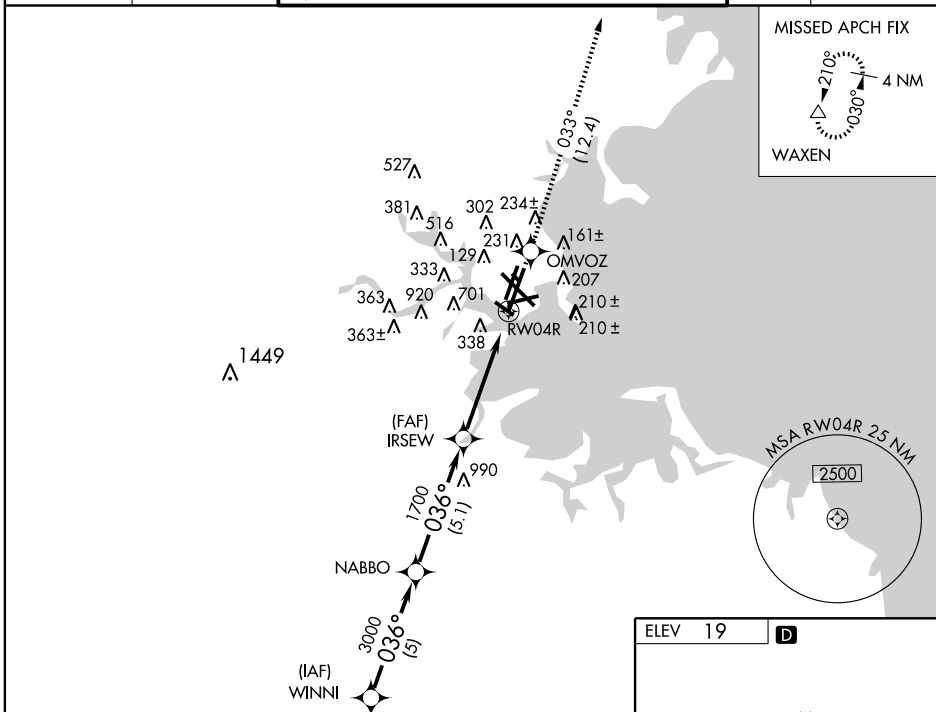 MISSED APCH FIX
210°
4 NM
030°
WAXEN
033°
(12.4)
527
381
516
302
234±
231
161±
129
OMVOZ
333
207
363
920
701
210 ±
363±
338
RW04R
210 ±
1449
(FAF)
IRSEW
990
1700
036°
(5.1)
NABBO
3000
036°
(5)
(IAF)
WINNI
MSA RW04R 25 NM
2500
ELEV 19
D